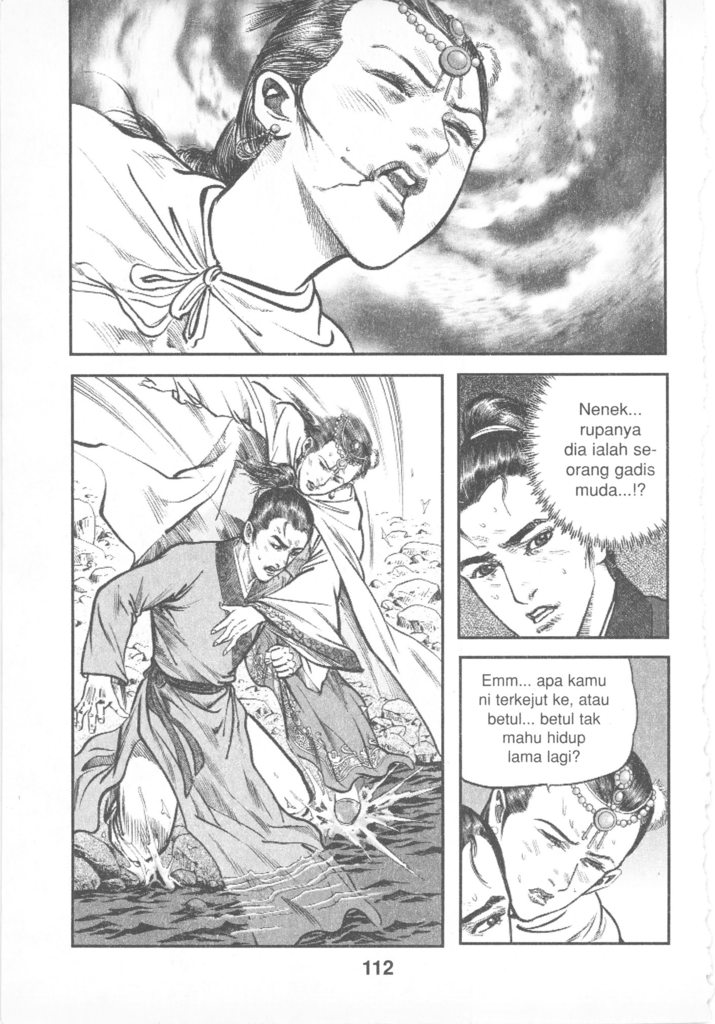 Nenek...
rupanya
dia ialah se-
orang gadis
muda...!?
Emm... apa kamu
ni terkejut ke, atau
betul... betul tak
mahu hidup
lama lagi?
112